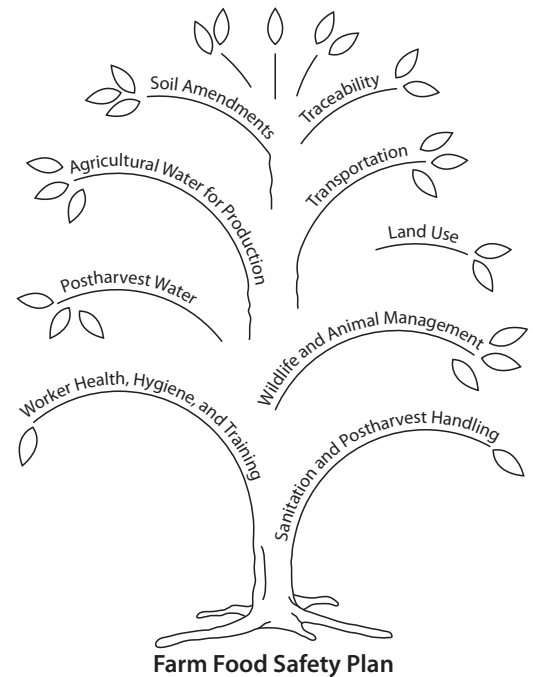 Soil Amendments
Traceability
Agricultural Water for Production
Transportation
Land Use
Postharvest Water
Wildlife and Animal Management
Worker Health, Hygiene, and Training
Sanitation and Postharvest Handling
Farm Food Safety Plan